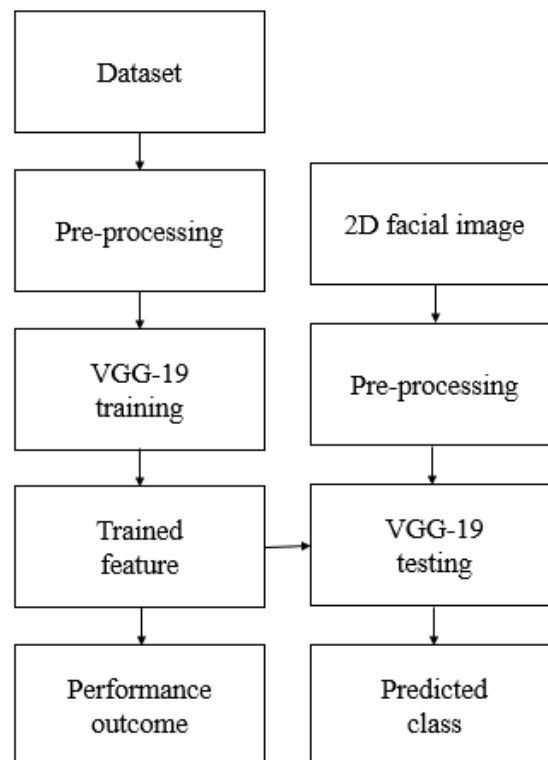 Dataset
Pre-processing
VGG-19
training
Trained
feature
Performance
outcome
2D facial image
Pre-processing
VGG-19
testing
Predicted
class